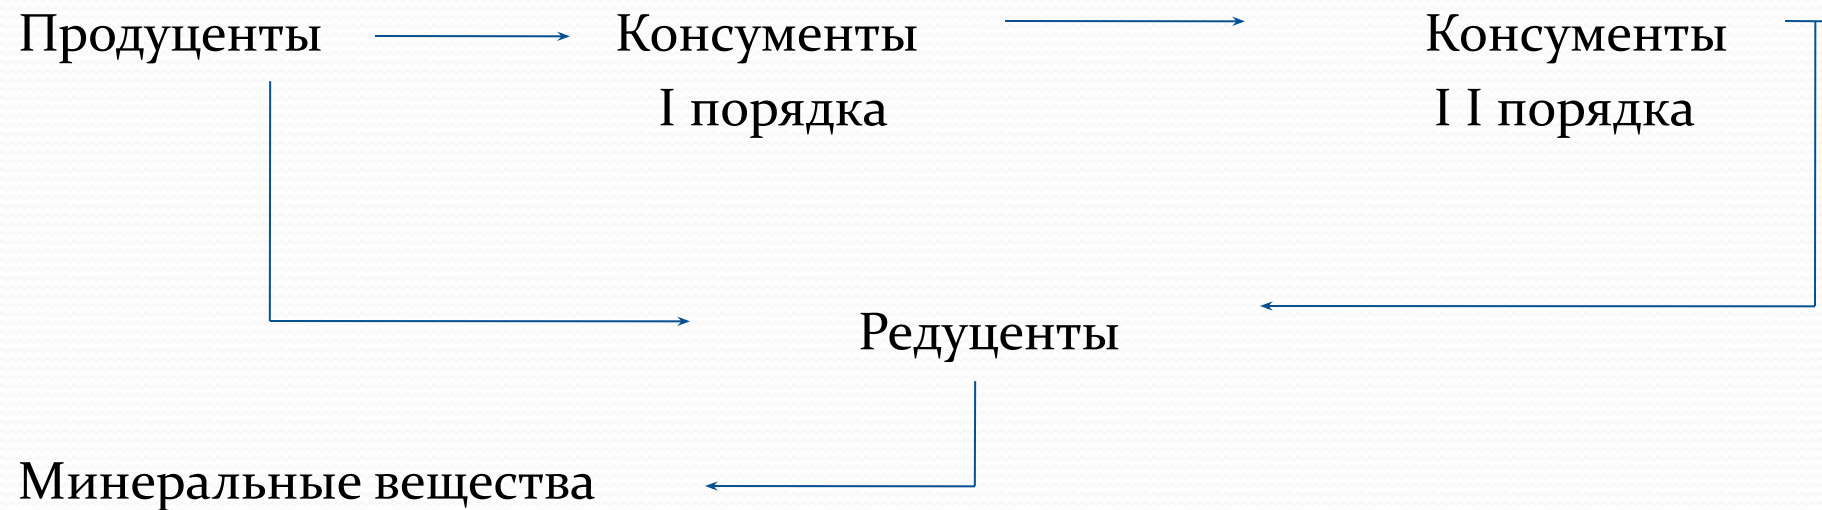 Продуценты Консументы Консументы
I порядка I I порядка
Редуценты
Минеральные вещества